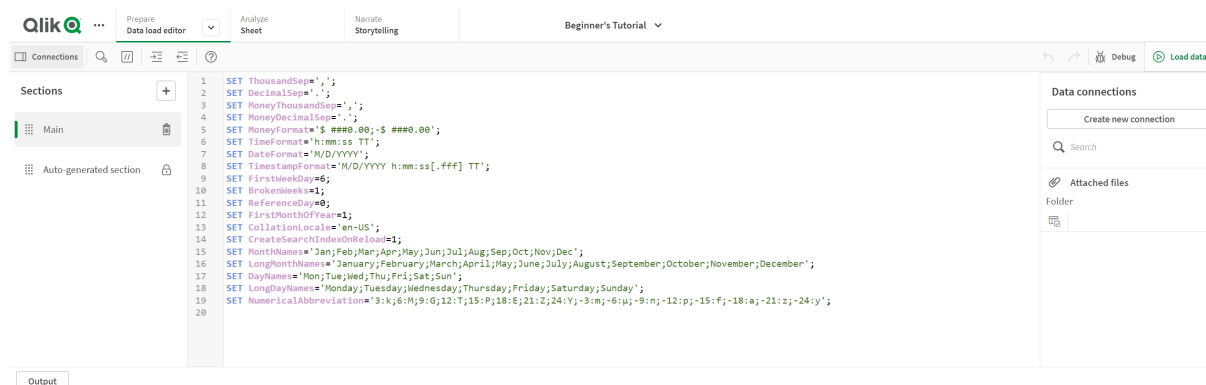 Qlik
Prepare
Data load editor
Analyze
Sheet
Narrate
Storytelling
Beginner's Tutorial
Connections
//
?
Debug
Load data
Sections
+
Main
Auto-generated section
1 SET ThousandSep=',';
2 SET DecimalSep='.';
3 SET MoneyThousandSep=',';
4 SET MoneyDecimalSep='.';
5 SET MoneyFormat='$ ###0.00;-$ ###0.00';
6 SET TimeFormat='h:mm:ss TT';
7 SET DateFormat='M/D/YYYY';
8 SET TimestampFormat='M/D/YYYY h:mm:ss[.fff] TT';
9 SET FirstWeekDay=6;
10 SET BrokenWeeks=1;
11 SET ReferenceDay=0;
12 SET FirstMonthOfYear=1;
13 SET CollationLocale='en-US';
14 SET CreateSearchIndexOnReload=1;
15 SET MonthNames='Jan;Feb;Mar;Apr;May;Jun;Jul;Aug;Sep;Oct;Nov;Dec';
16 SET LongMonthNames='January;February;March;April;May;June;July;August;September;October;November;December';
17 SET DayNames='Mon;Tue;Wed;Thu;Fri;Sat;Sun';
18 SET LongDayNames='Monday;Tuesday;Wednesday;Thursday;Friday;Saturday;Sunday';
19 SET NumericalAbbreviation='3:k;6:M;9:G;12:T;15:P;18:E;21:Z;24:Y;-3:m;-6:μ;-9:n;-12:p;-15:f;-18:a;-21:z;-24:y';
20
Data connections
Create new connection
Search
Attached files
Folder
Output